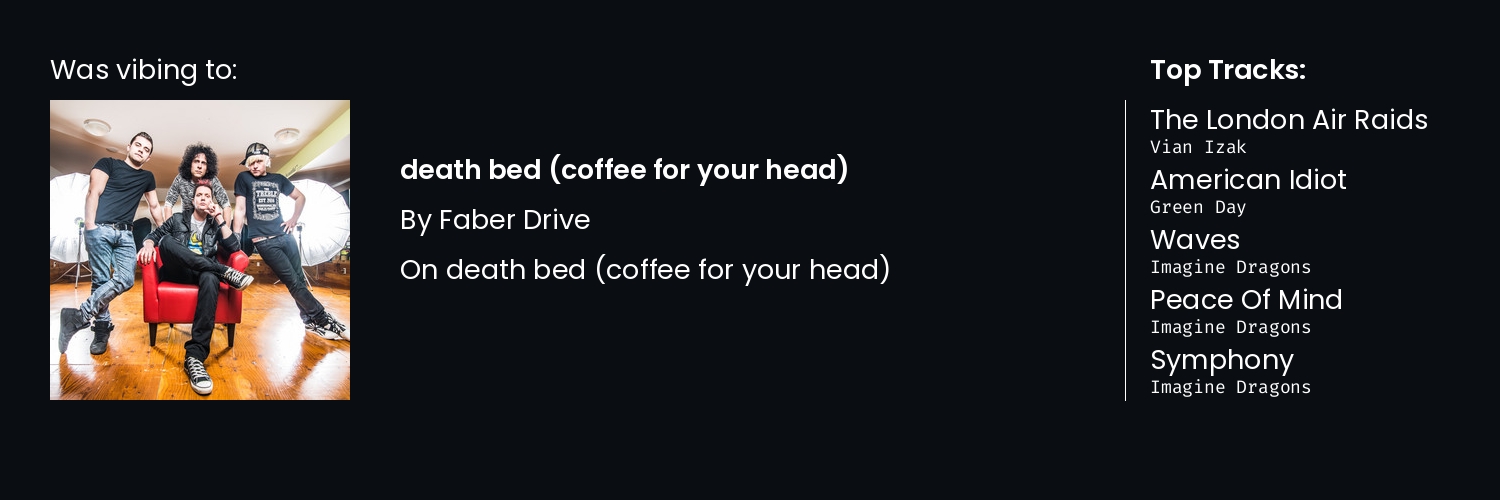 Was vibing to:
death bed (coffee for your head)
By Faber Drive
On death bed (coffee for your head)
Top Tracks:
The London Air Raids
Vian Izak
American Idiot
Green Day
Waves
Imagine Dragons
Peace Of Mind
Imagine Dragons
Symphony
Imagine Dragons